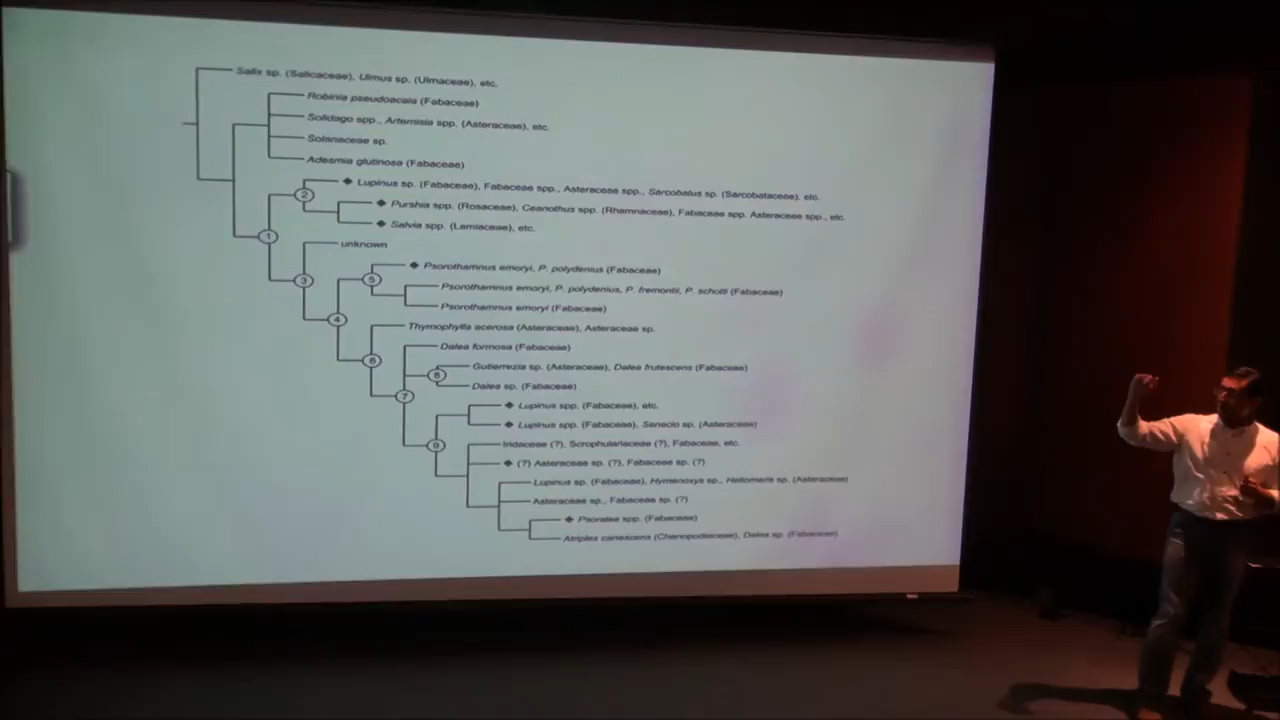 Salix sp. (Salicaceae), Ulmus sp. (Ulmaceae), etc.
Robinia pseudoacaia (Fabaceae)
Solidago spp., Artemisia spp. (Asteraceae), etc.
Solanaceae sp.
Adesmia glutinosa (Fabaceae)
2 Lupinus sp. (Fabaceae), Fabaceae spp., Asteraceae spp., Sarcobatus sp. (Sarcobataceae), etc.
Purshia spp. (Rosaceae), Ceanothus spp. (Rhamnaceae), Fabaceae spp. Asteraceae spp., etc.
Salvia spp. (Lamiaceae), etc.
1
unknown
3
5 Psorothamnus emoryi, P. polydenius (Fabaceae)
Psorothamnus emoryi, P. polydenius, P. fremontii, P. schotti (Fabaceae)
Psorothamnus emoryi (Fabaceae)
4
Thymophylla acerosa (Asteraceae), Asteraceae sp.
6
Dalea formosa (Fabaceae)
Gutierrezia sp. (Asteraceae), Dalea frutescens (Fabaceae)
8
Dalea sp. (Fabaceae)
7
Lupinus spp. (Fabaceae), etc.
Lupinus spp. (Fabaceae), Senecio sp. (Asteraceae)
9
Iridaceae (?), Scrophulariaceae (?), Fabaceae, etc.
(?) Asteraceae sp. (?), Fabaceae sp. (?)
Lupinus sp. (Fabaceae), Hymenoxys sp., Heliomeris sp. (Asteraceae)
Asteraceae sp., Fabaceae sp. (?)
Psoralea spp. (Fabaceae)
Atriplex canescens (Chenopodiaceae), Dalea sp. (Fabaceae)